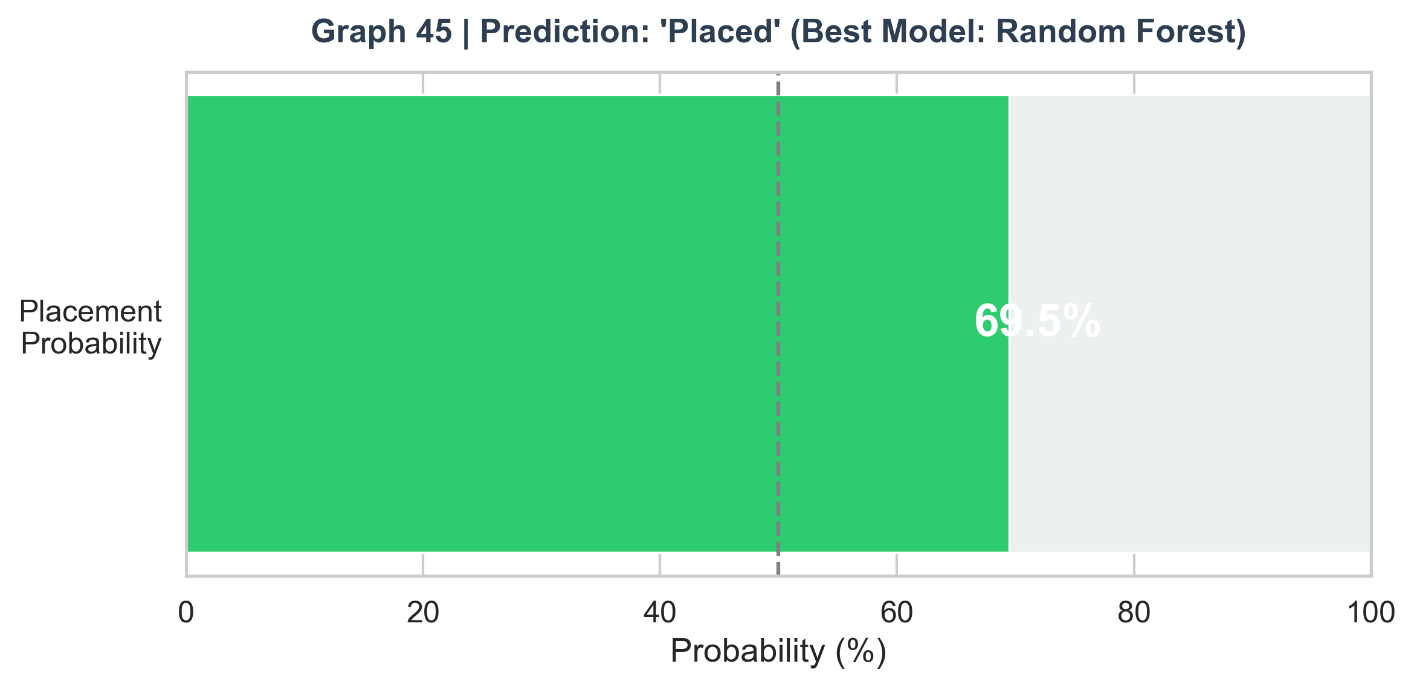 Graph 45 | Prediction: 'Placed' (Best Model: Random Forest)
Placement
Probability
69.5%
0 20 40 60 80 100
Probability (%)